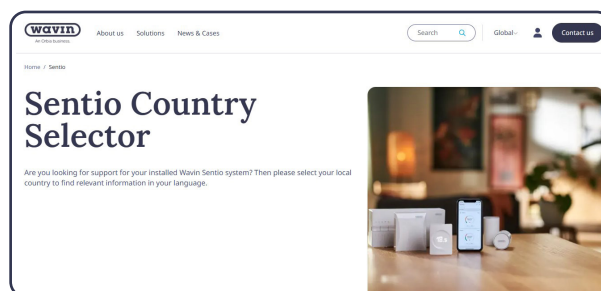 wavin
An Orbia business.
About us
Solutions
News & Cases
Search
Global
Contact us
Home / Sentio
Sentio Country
Selector
Are you looking for support for your installed Wavin Sentio system? Then please select your local
country to find relevant information in your language.